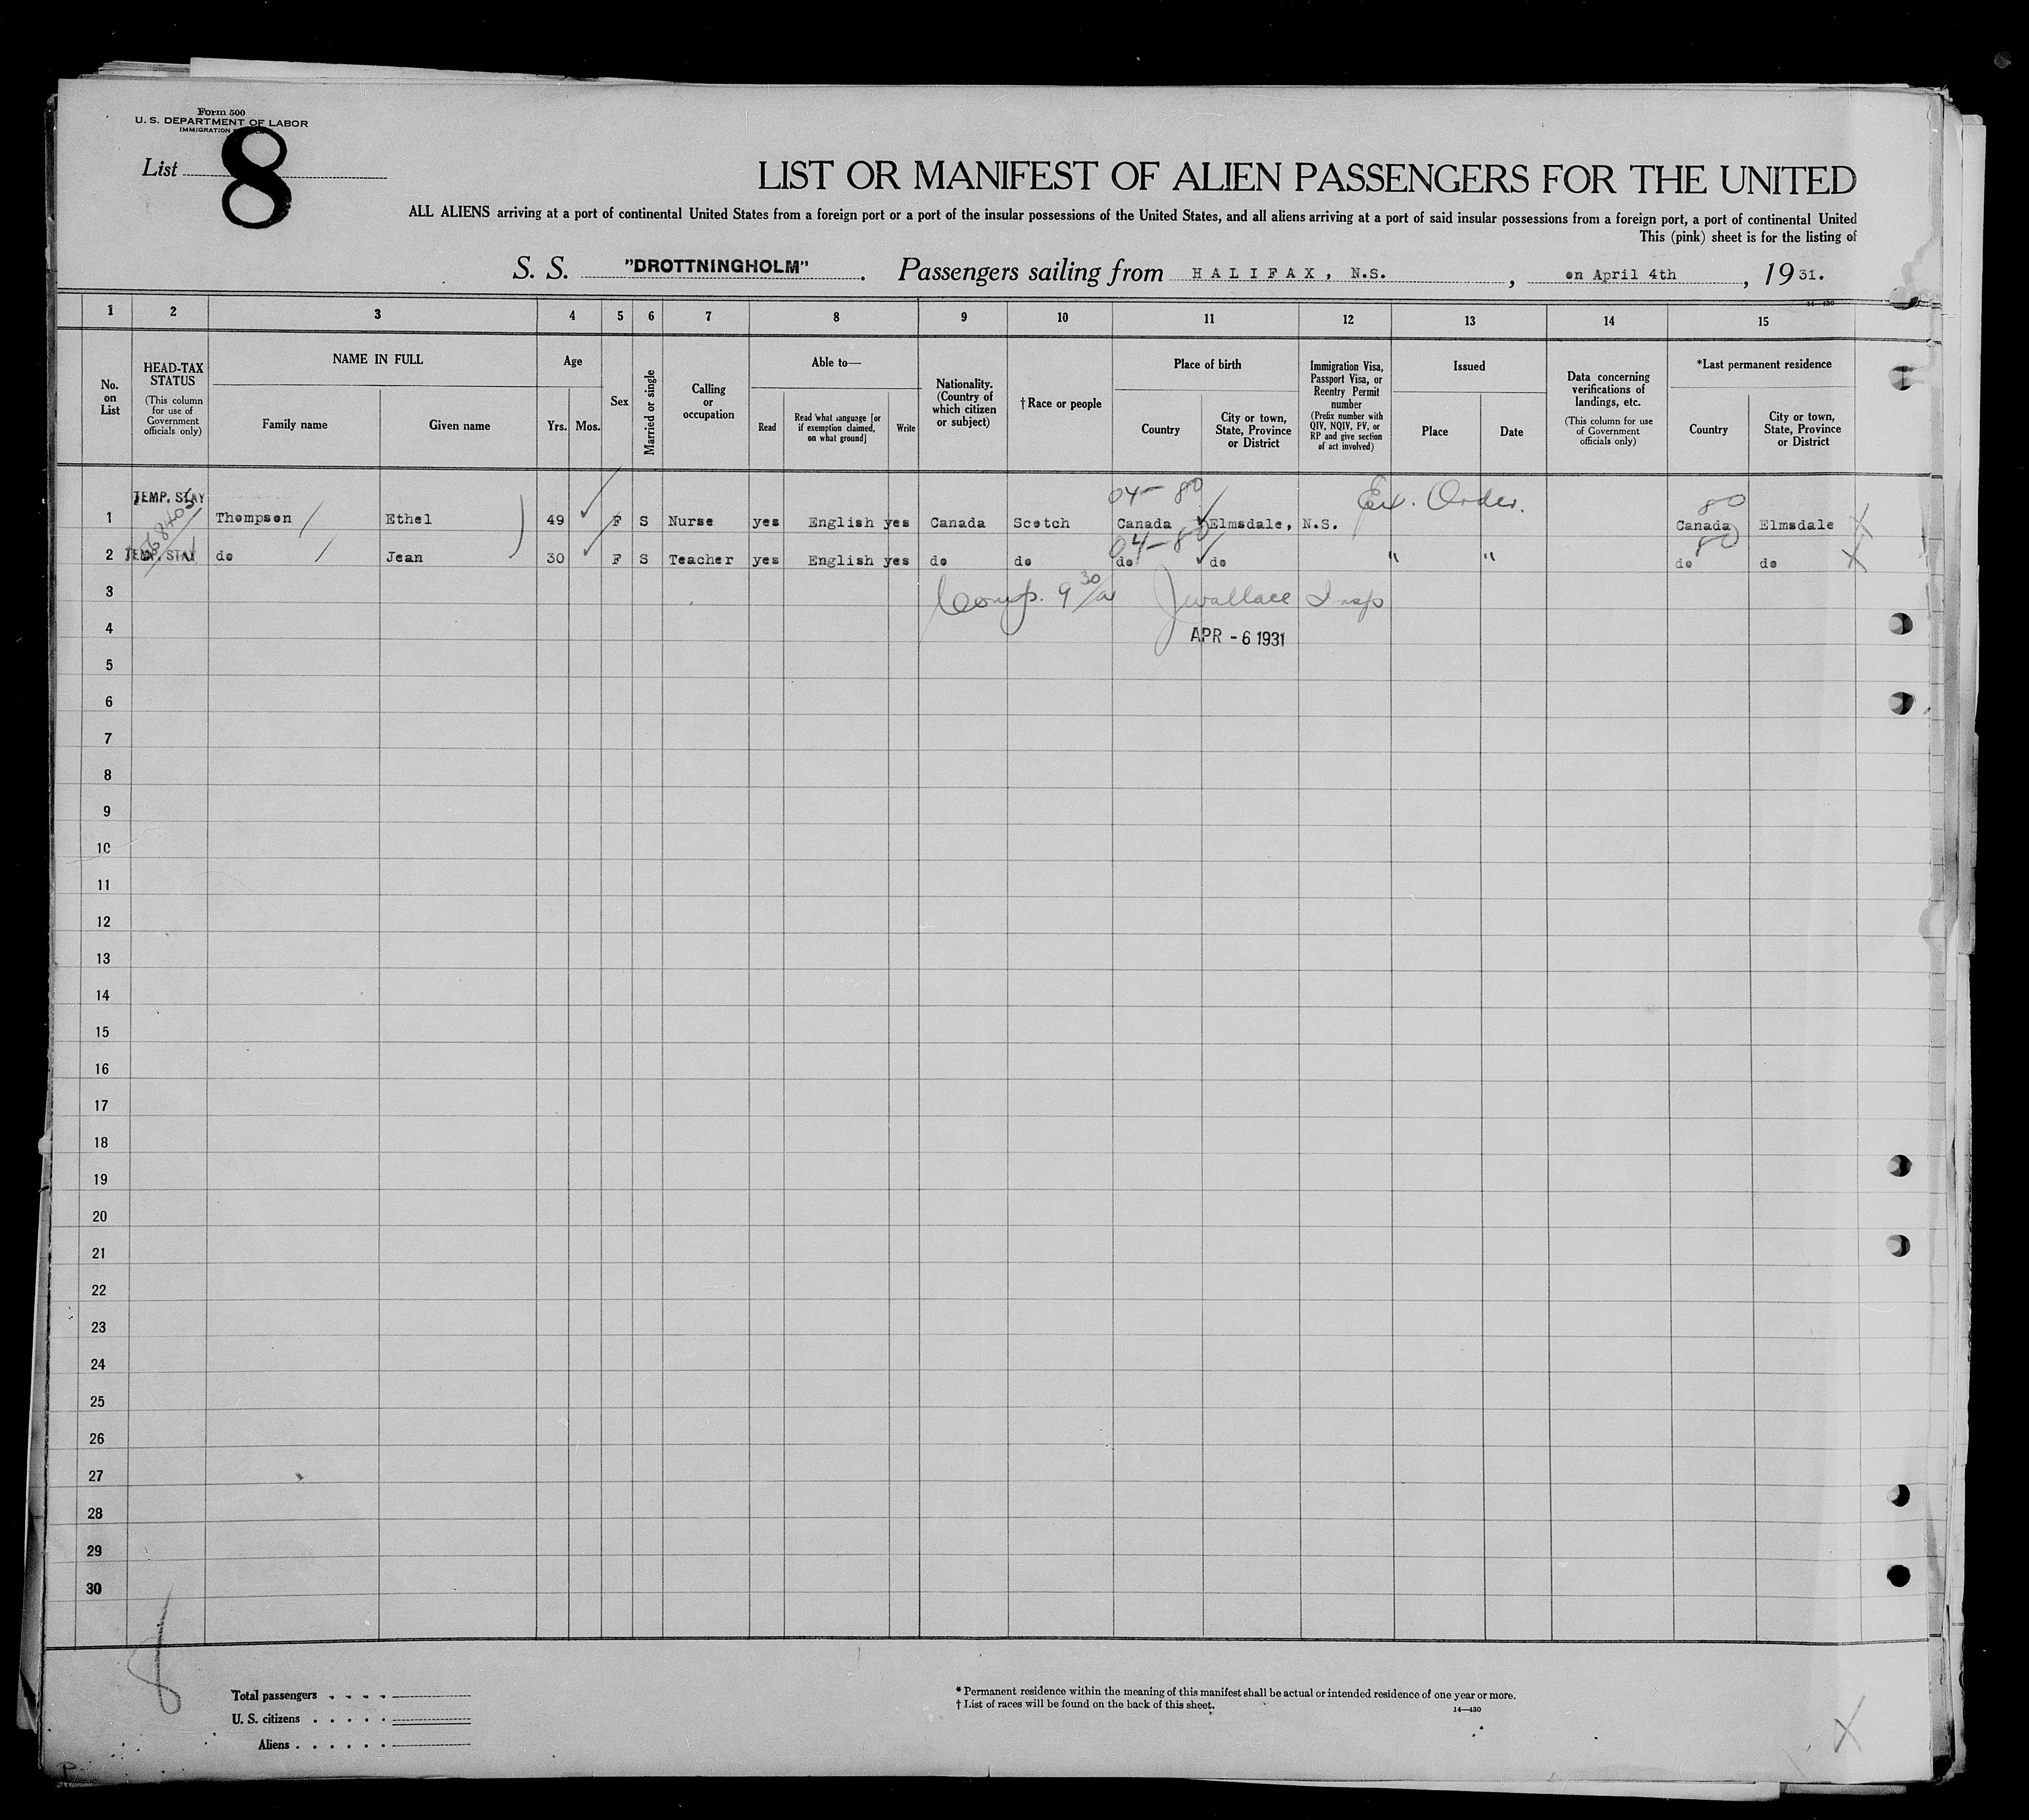 Form 500
U. S. DEPARTMENT OF LABOR
IMMIGRATION
List 8
LIST OR MANIFEST OF ALIEN PASSENGERS FOR THE UNITED
ALL ALIENS arriving at a port of continental United States from a foreign port or a port of the insular possessions of the United States, and all aliens arriving at a port of said insular possessions from a foreign port, a port of continental United
This (pink) sheet is for the listing of
S. S. "DROTTNINGHOLM". Passengers sailing from HALIFAX, N.S., on April 4th, 1931.
14—430
1 2 3 4 5 6 7 8 9 10 11 12 13 14 15
No. on List
HEAD-TAX STATUS (This column for use of Government officials only)
NAME IN FULL
Family name Given name
Age
Yrs. Mos.
Sex
Married or single
Calling or occupation
Able to—
Read Read what language [or if exemption claimed, on what ground] Write
Nationality. (Country of which citizen or subject)
† Race or people
Place of birth
Country City or town, State, Province or District
Immigration Visa, Passport Visa, or Reentry Permit number (Prefix number with QIV, NQIV, PV, or RP and give section of act involved)
Issued
Place Date
Data concerning verifications of landings, etc. (This column for use of Government officials only)
*Last permanent residence
Country City or town, State, Province or District
TEMP. STAY 04-80 Ex. Order. 80
1 Thompson Ethel 49 F S Nurse yes English yes Canada Scotch Canada Elmsdale, N.S. Canada Elmsdale X
04-80 80
2 TEMP. STAY do Jean 30 F S Teacher yes English yes do do do do " " do do X
3 Comp. 9 30/a J Wallace Insp
4 APR - 6 1931
5
6
7
8
9
10
11
12
13
14
15
16
17
18
19
20
21
22
23
24
25
26
27
28
29
30
8
Total passengers
U. S. citizens
Aliens
* Permanent residence within the meaning of this manifest shall be actual or intended residence of one year or more.
† List of races will be found on the back of this sheet.
14—430
X